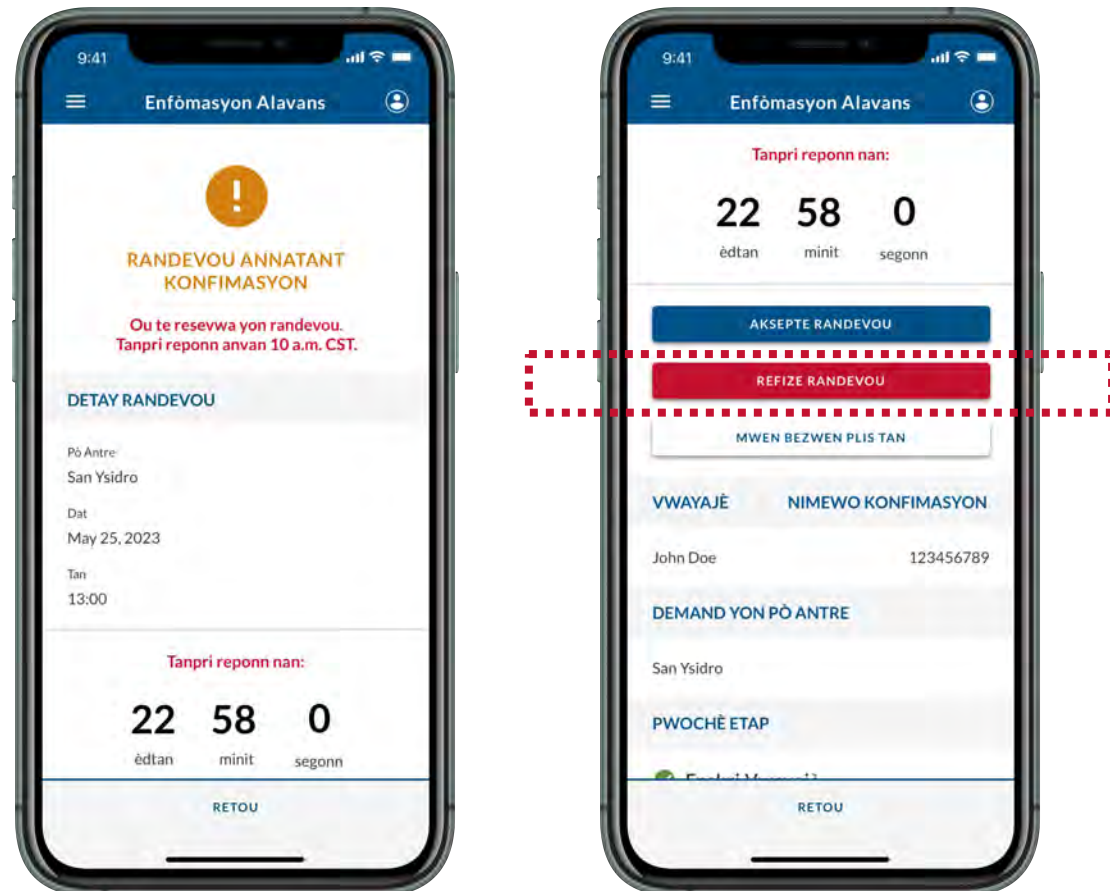 9:41
Enfòmasyon Alavans
RANDEVOU ANNATANT
KONFIMASYON
Ou te resevwa yon randevou.
Tanpri reponn anvan 10 a.m. CST.
DETAY RANDEVOU
Pò Antre
San Ysidro
Dat
May 25, 2023
Tan
13:00
Tanpri reponn nan:
22 58 0
èdtan minit segonn
RETOU
9:41
Enfòmasyon Alavans
Tanpri reponn nan:
22 58 0
èdtan minit segonn
AKSEPTE RANDEVOU
REFIZE RANDEVOU
MWEN BEZWEN PLIS TAN
VWAYAJÈ NIMEWO KONFIMASYON
John Doe 123456789
DEMAND YON PÒ ANTRE
San Ysidro
PWOCHÈ ETAP
RETOU